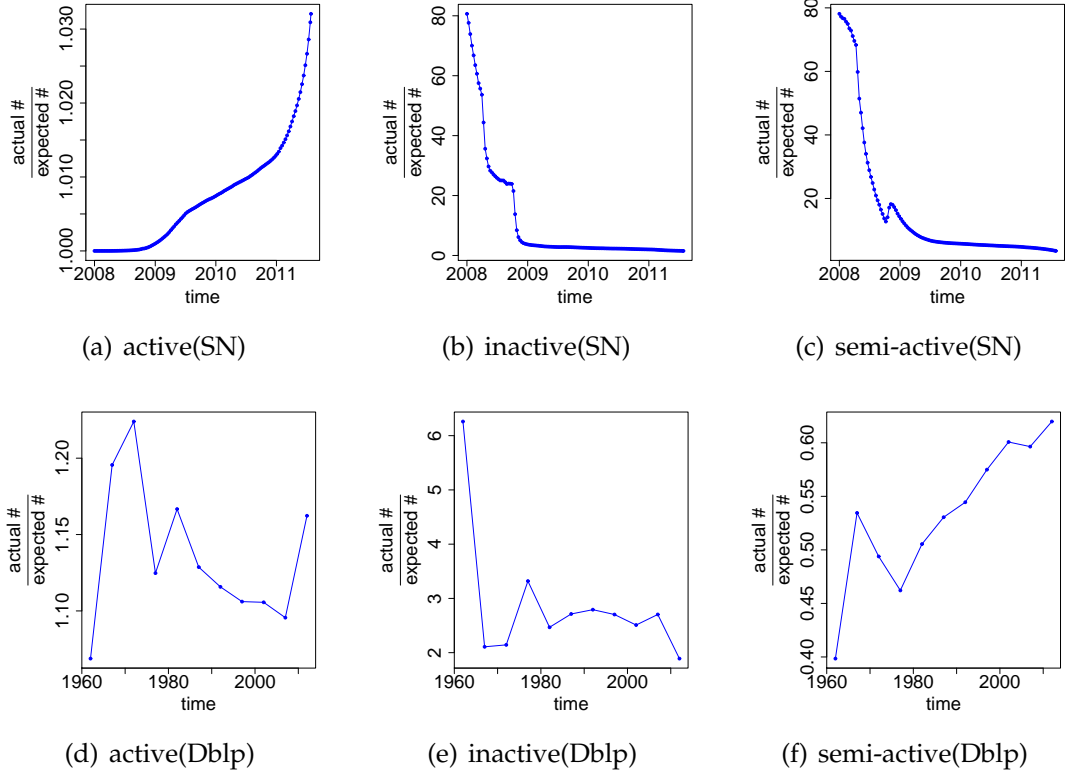 actual #
expected #
1.000
1.010
1.020
1.030
2008
2009
2010
2011
time
(a) active(SN)
actual #
expected #
0
20
40
60
80
2008
2009
2010
2011
time
(b) inactive(SN)
actual #
expected #
20
40
60
80
2008
2009
2010
2011
time
(c) semi-active(SN)
actual #
expected #
1.10
1.15
1.20
1960
1980
2000
time
(d) active(Dblp)
actual #
expected #
2
3
4
5
6
1960
1980
2000
time
(e) inactive(Dblp)
actual #
expected #
0.40
0.45
0.50
0.55
0.60
1960
1980
2000
time
(f) semi-active(Dblp)